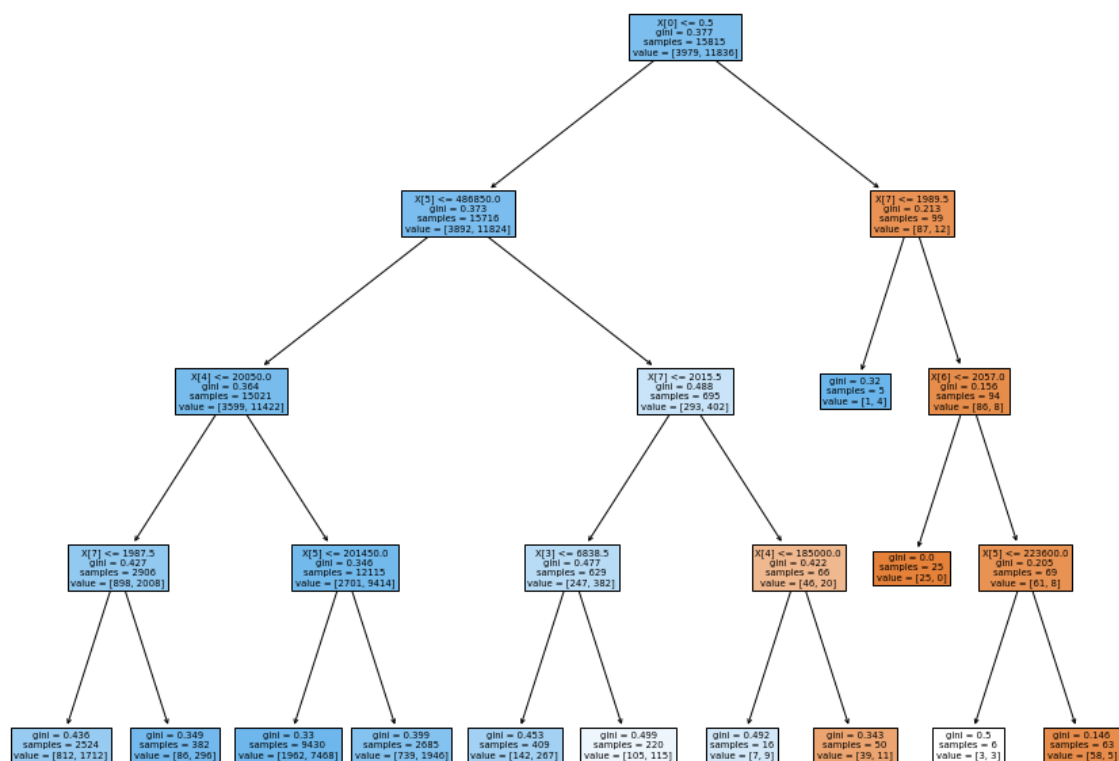 X[0] <= 0.5
gini = 0.377
samples = 15815
value = [3979, 11836]
X[5] <= 486850.0
gini = 0.373
samples = 15716
value = [3892, 11824]
X[7] <= 1989.5
gini = 0.213
samples = 99
value = [87, 12]
X[4] <= 20050.0
gini = 0.364
samples = 15021
value = [3599, 11422]
X[7] <= 2015.5
gini = 0.488
samples = 695
value = [293, 402]
gini = 0.32
samples = 5
value = [1, 4]
X[6] <= 2057.0
gini = 0.156
samples = 94
value = [86, 8]
X[7] <= 1987.5
gini = 0.427
samples = 2906
value = [898, 2008]
X[5] <= 201450.0
gini = 0.346
samples = 12115
value = [2701, 9414]
X[3] <= 6838.5
gini = 0.477
samples = 629
value = [247, 382]
X[4] <= 185000.0
gini = 0.422
samples = 66
value = [46, 20]
gini = 0.0
samples = 25
value = [25, 0]
X[5] <= 223600.0
gini = 0.205
samples = 69
value = [61, 8]
gini = 0.436
samples = 2524
value = [812, 1712]
gini = 0.349
samples = 382
value = [86, 296]
gini = 0.33
samples = 9430
value = [1962, 7468]
gini = 0.399
samples = 2685
value = [739, 1946]
gini = 0.453
samples = 409
value = [142, 267]
gini = 0.499
samples = 220
value = [105, 115]
gini = 0.492
samples = 16
value = [7, 9]
gini = 0.343
samples = 50
value = [39, 11]
gini = 0.5
samples = 6
value = [3, 3]
gini = 0.146
samples = 63
value = [58, 5]